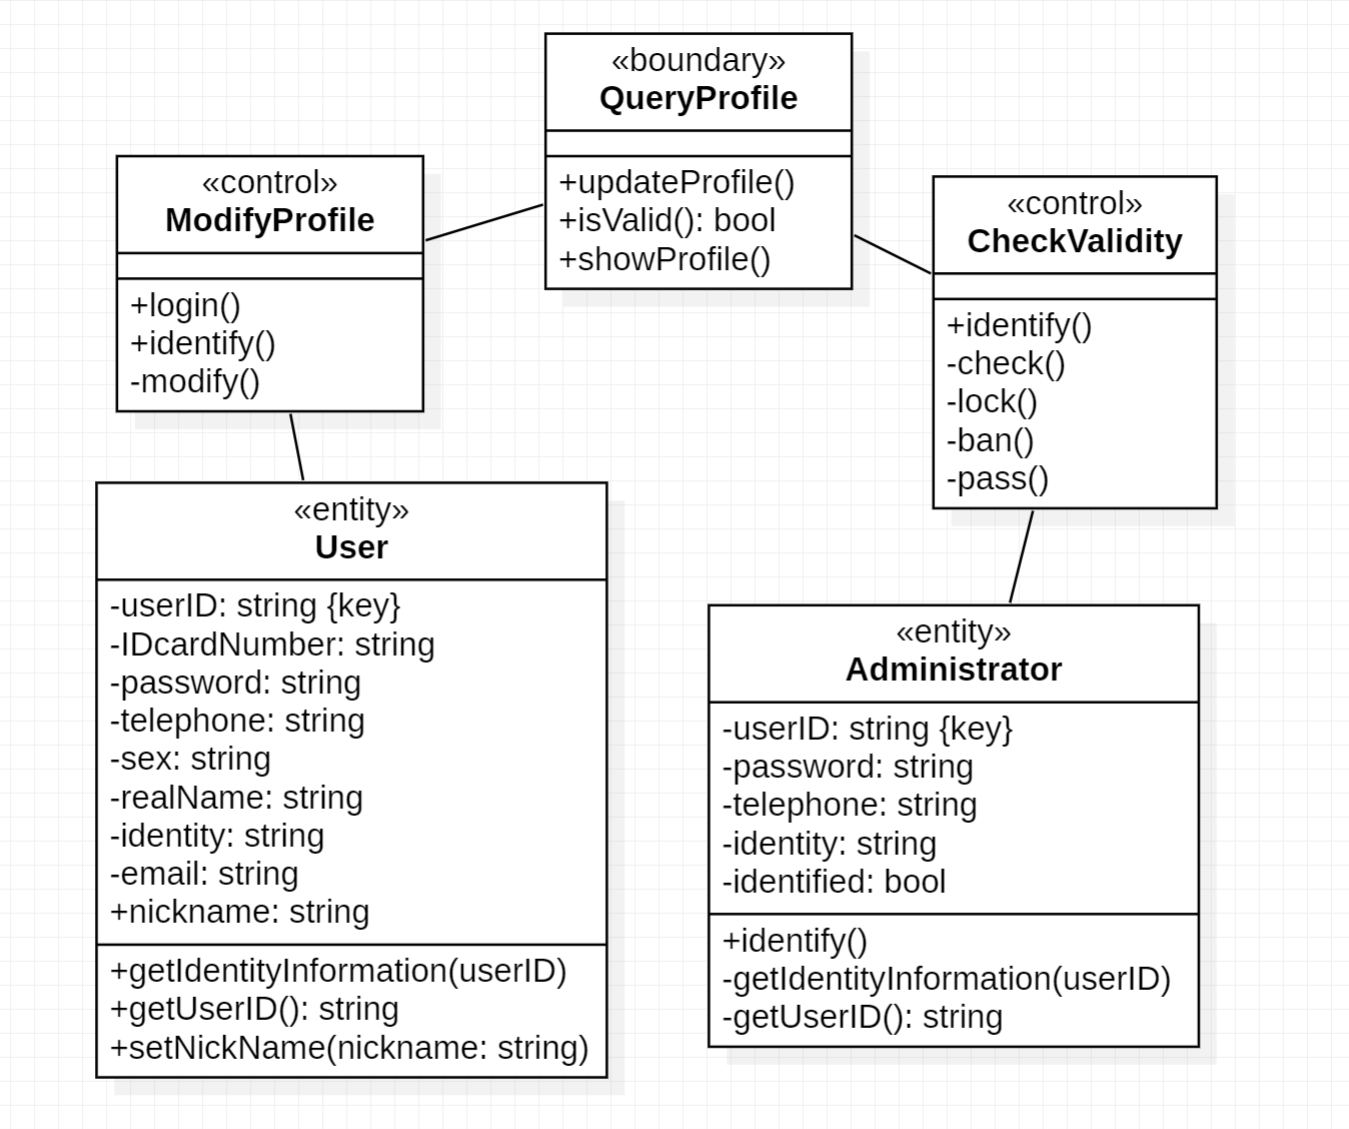 «boundary»
QueryProfile
+updateProfile()
+isValid(): bool
+showProfile()
«control»
ModifyProfile
+login()
+identify()
-modify()
«control»
CheckValidity
+identify()
-check()
-lock()
-ban()
-pass()
«entity»
User
-userID: string {key}
-IDcardNumber: string
-password: string
-telephone: string
-sex: string
-realName: string
-identity: string
-email: string
+nickname: string
+getIdentityInformation(userID)
+getUserID(): string
+setNickName(nickname: string)
«entity»
Administrator
-userID: string {key}
-password: string
-telephone: string
-identity: string
-identified: bool
+identify()
-getIdentityInformation(userID)
-getUserID(): string